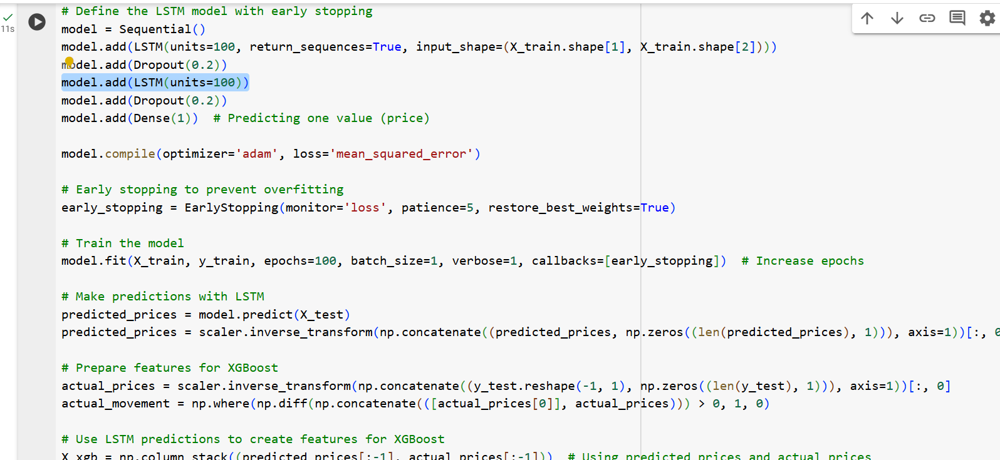 # Define the LSTM model with early stopping
11s
model = Sequential()
model.add(LSTM(units=100, return_sequences=True, input_shape=(X_train.shape[1], X_train.shape[2])))
model.add(Dropout(0.2))
model.add(LSTM(units=100))
model.add(Dropout(0.2))
model.add(Dense(1))  # Predicting one value (price)
model.compile(optimizer='adam', loss='mean_squared_error')
# Early stopping to prevent overfitting
early_stopping = EarlyStopping(monitor='loss', patience=5, restore_best_weights=True)
# Train the model
model.fit(X_train, y_train, epochs=100, batch_size=1, verbose=1, callbacks=[early_stopping])  # Increase epochs
# Make predictions with LSTM
predicted_prices = model.predict(X_test)
predicted_prices = scaler.inverse_transform(np.concatenate((predicted_prices, np.zeros((len(predicted_prices), 1))), axis=1))[:, 0
# Prepare features for XGBoost
actual_prices = scaler.inverse_transform(np.concatenate((y_test.reshape(-1, 1), np.zeros((len(y_test), 1))), axis=1))[:, 0]
actual_movement = np.where(np.diff(np.concatenate(([actual_prices[0]], actual_prices))) > 0, 1, 0)
# Use LSTM predictions to create features for XGBoost
X_xgb = np.column_stack((predicted_prices[:-1], actual_prices[:-1]))  # Using predicted prices and actual prices